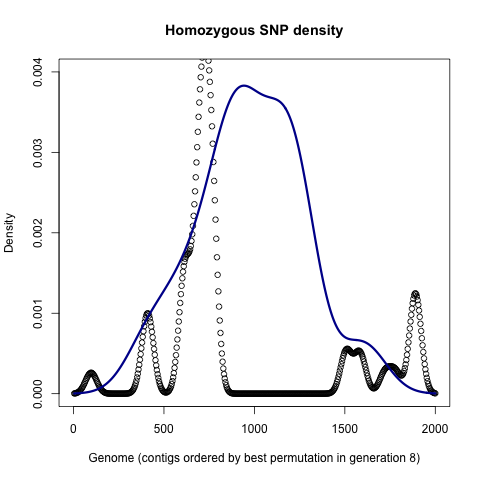 Homozygous SNP density
Density
0.004
0.003
0.002
0.001
0.000
0 500 1000 1500 2000
Genome (contigs ordered by best permutation in generation 8)